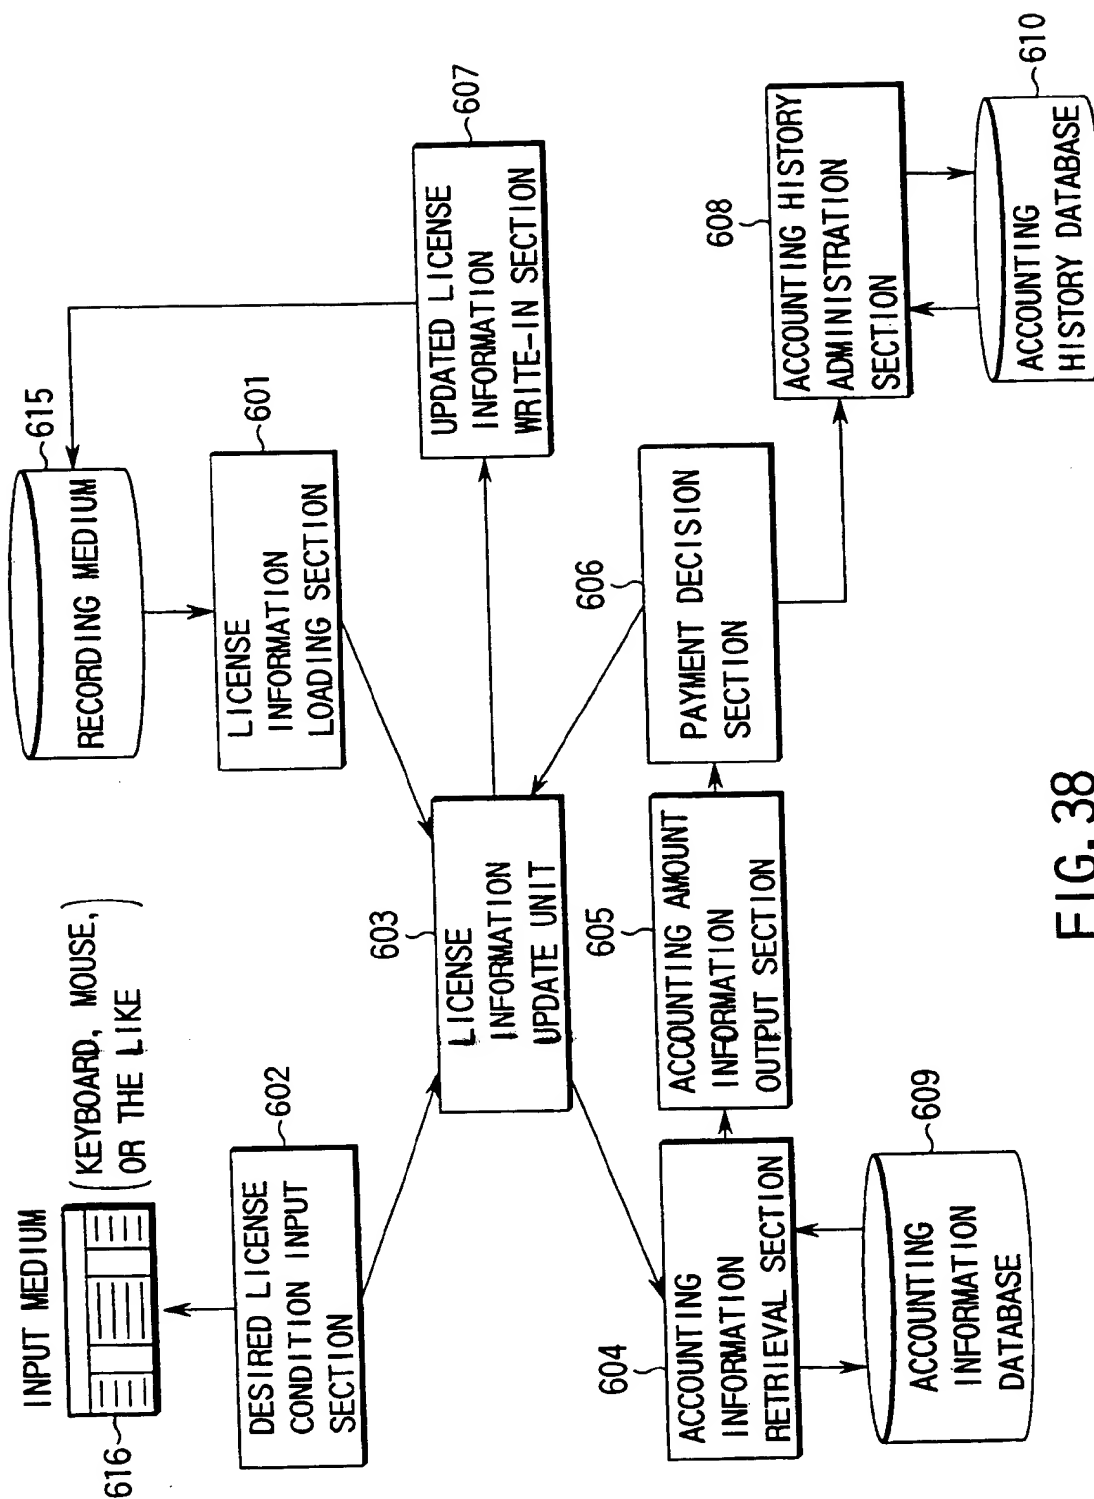 INPUT MEDIUM
616
(KEYBOARD, MOUSE,
OR THE LIKE)
602
DESIRED LICENSE
CONDITION INPUT
SECTION
615
RECORDING MEDIUM
601
LICENSE
INFORMATION
LOADING SECTION
603
LICENSE
INFORMATION
UPDATE UNIT
607
UPDATED LICENSE
INFORMATION
WRITE-IN SECTION
604
ACCOUNTING
INFORMATION
RETRIEVAL SECTION
605
ACCOUNTING AMOUNT
INFORMATION
OUTPUT SECTION
606
PAYMENT DECISION
SECTION
608
ACCOUNTING HISTORY
ADMINISTRATION
SECTION
609
ACCOUNTING
INFORMATION
DATABASE
610
ACCOUNTING
HISTORY DATABASE
FIG. 38